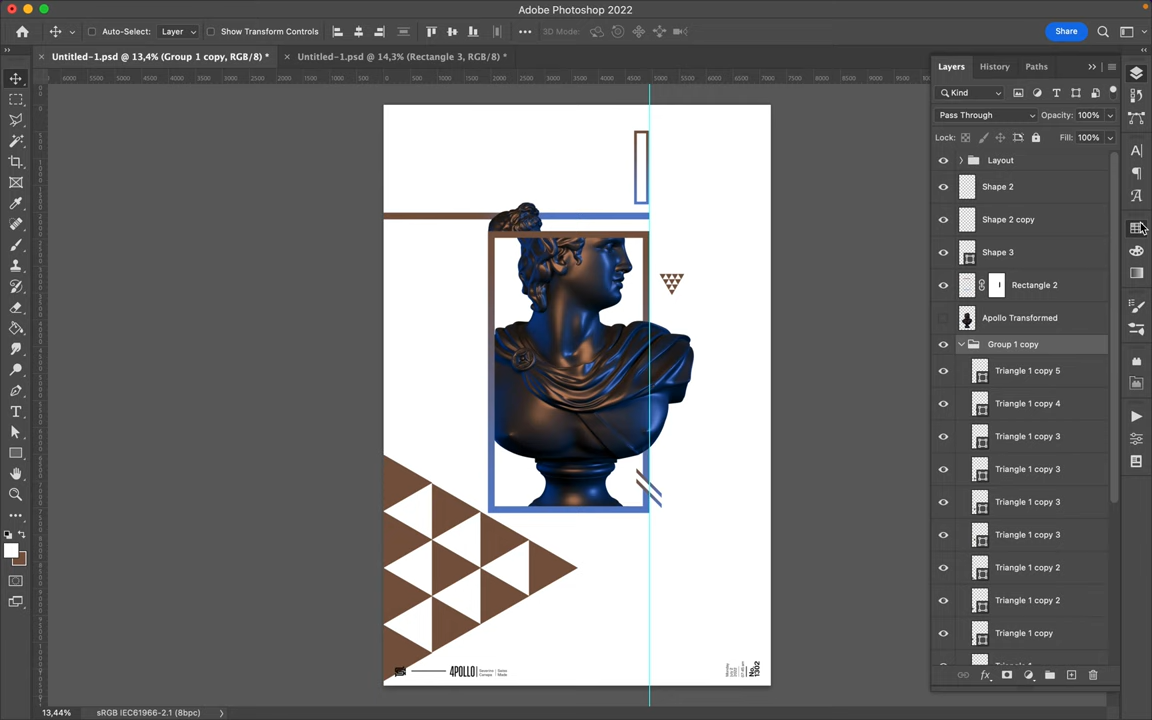 Adobe Photoshop 2022
Auto-Select:
Layer
Show Transform Controls
3D Mode:
Share
Untitled-1.psd @ 13,4% (Group 1 copy, RGB/8) *
Untitled-1.psd @ 14,3% (Rectangle 3, RGB/8) *
Layers
History
Paths
Kind
Pass Through
Opacity: 100%
Lock:
Fill: 100%
Layout
Shape 2
Shape 2 copy
Shape 3
Rectangle 2
Apollo Transformed
Group 1 copy
Triangle 1 copy 5
Triangle 1 copy 4
Triangle 1 copy 3
Triangle 1 copy 3
Triangle 1 copy 3
Triangle 1 copy 3
Triangle 1 copy 2
Triangle 1 copy 2
Triangle 1 copy
4POLLO
No. 1302
13,44%
sRGB IEC61966-2.1 (8bpc)